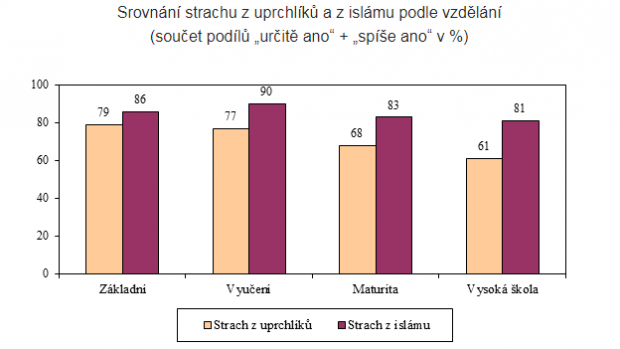 Srovnání strachu z uprchlíků a z islámu podle vzdělání
(součet podílů „určitě ano“ + „spíše ano“ v %)
100
80
60
40
20
0
79
86
77
90
68
83
61
81
Základní
Vyučení
Maturita
Vysoká škola
Strach z uprchlíků
Strach z islámu